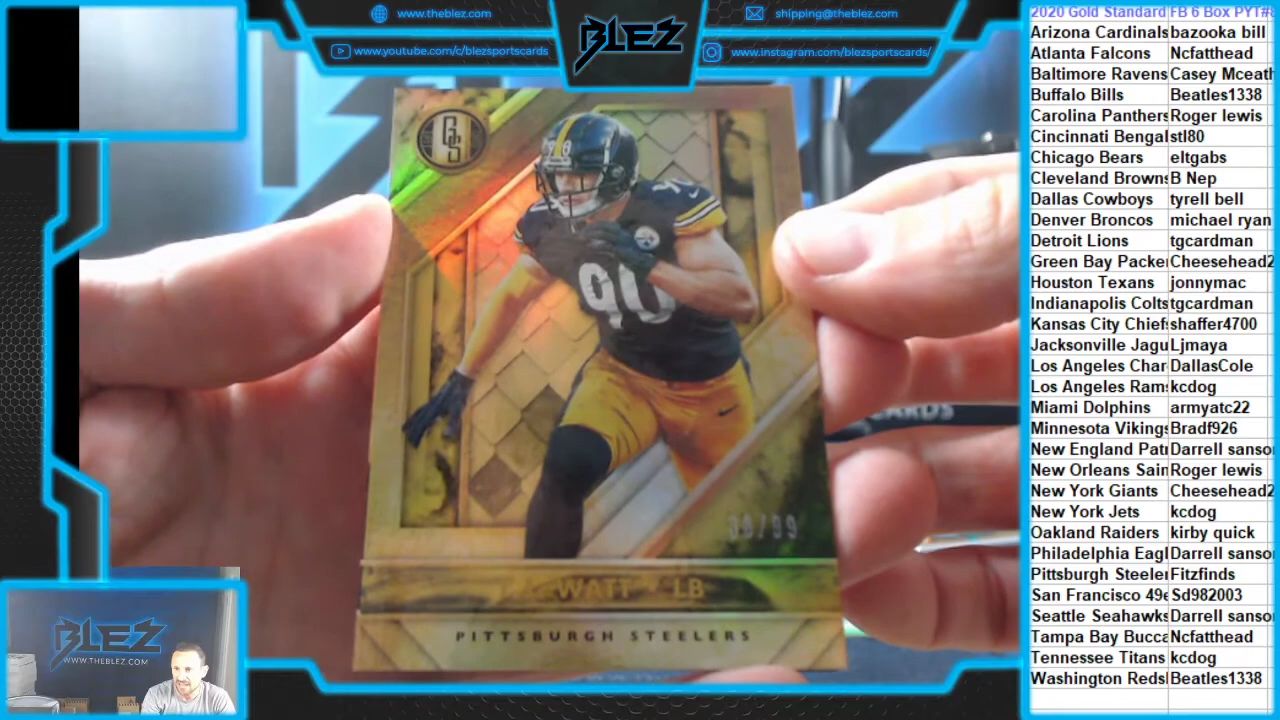 www.theblez.com
shipping@theblez.com
www.youtube.com/c/blezsportscards
www.instagram.com/blezsportscards/
BLEZ
GS
90
90
WATT • LB
PITTSBURGH STEELERS
CARDS
BLEZ
WWW.THEBLEZ.COM
2020 Gold Standard FB 6 Box PYT#
Arizona Cardinals bazooka bill
Atlanta Falcons Ncfatthead
Baltimore Ravens Casey Mceath
Buffalo Bills Beatles1338
Carolina Panthers Roger lewis
Cincinnati Bengal stl80
Chicago Bears eltgabs
Cleveland Browns B Nep
Dallas Cowboys tyrell bell
Denver Broncos michael ryan
Detroit Lions tgcardman
Green Bay Packer Cheesehead2
Houston Texans jonnymac
Indianapolis Colts tgcardman
Kansas City Chiefs shaffer4700
Jacksonville Jagu Ljmaya
Los Angeles Char DallasCole
Los Angeles Rams kcdog
Miami Dolphins armyatc22
Minnesota Vikings Bradf926
New England Pat Darrell sanso
New Orleans Sain Roger lewis
New York Giants Cheesehead2
New York Jets kcdog
Oakland Raiders kirby quick
Philadelphia Eagl Darrell sanso
Pittsburgh Steeler Fitzfinds
San Francisco 49e Sd982003
Seattle Seahawks Darrell sanso
Tampa Bay Bucca Ncfatthead
Tennessee Titans kcdog
Washington Reds Beatles1338